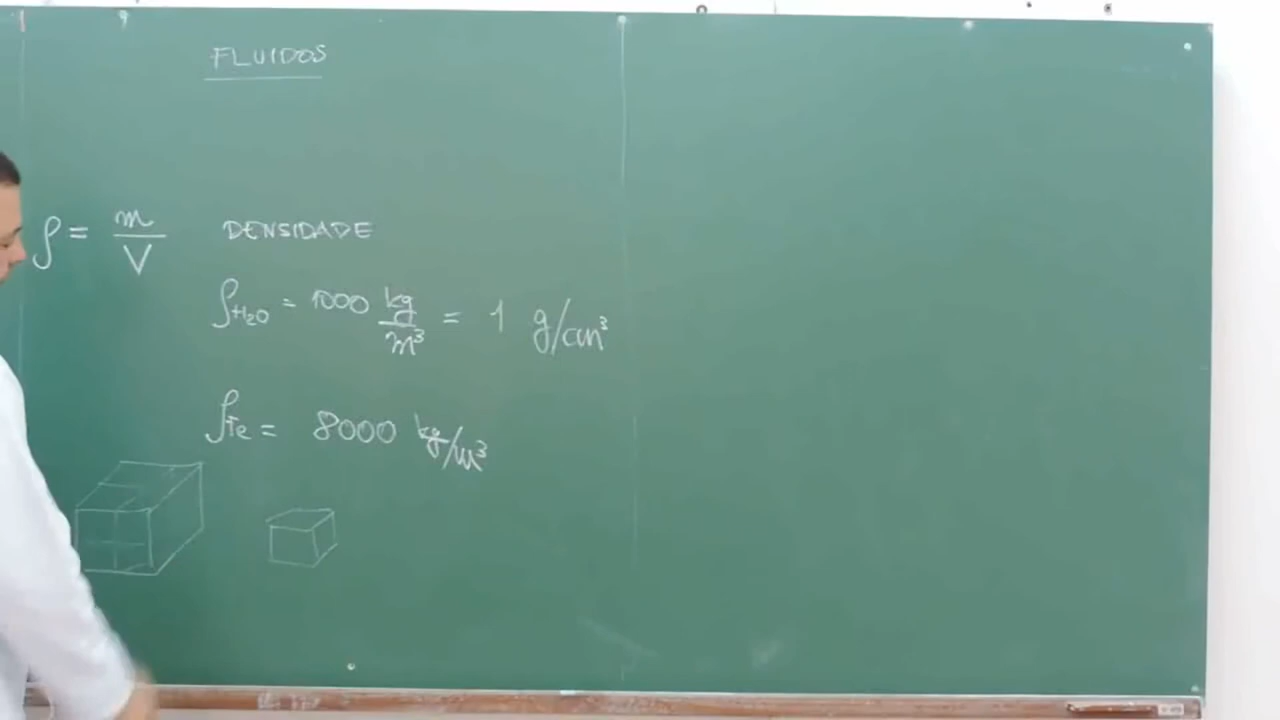 FLUIDOS
ρ = m/V DENSIDADE
ρH₂O = 1000 kg/m³ = 1 g/cm³
ρFe = 8000 kg/m³